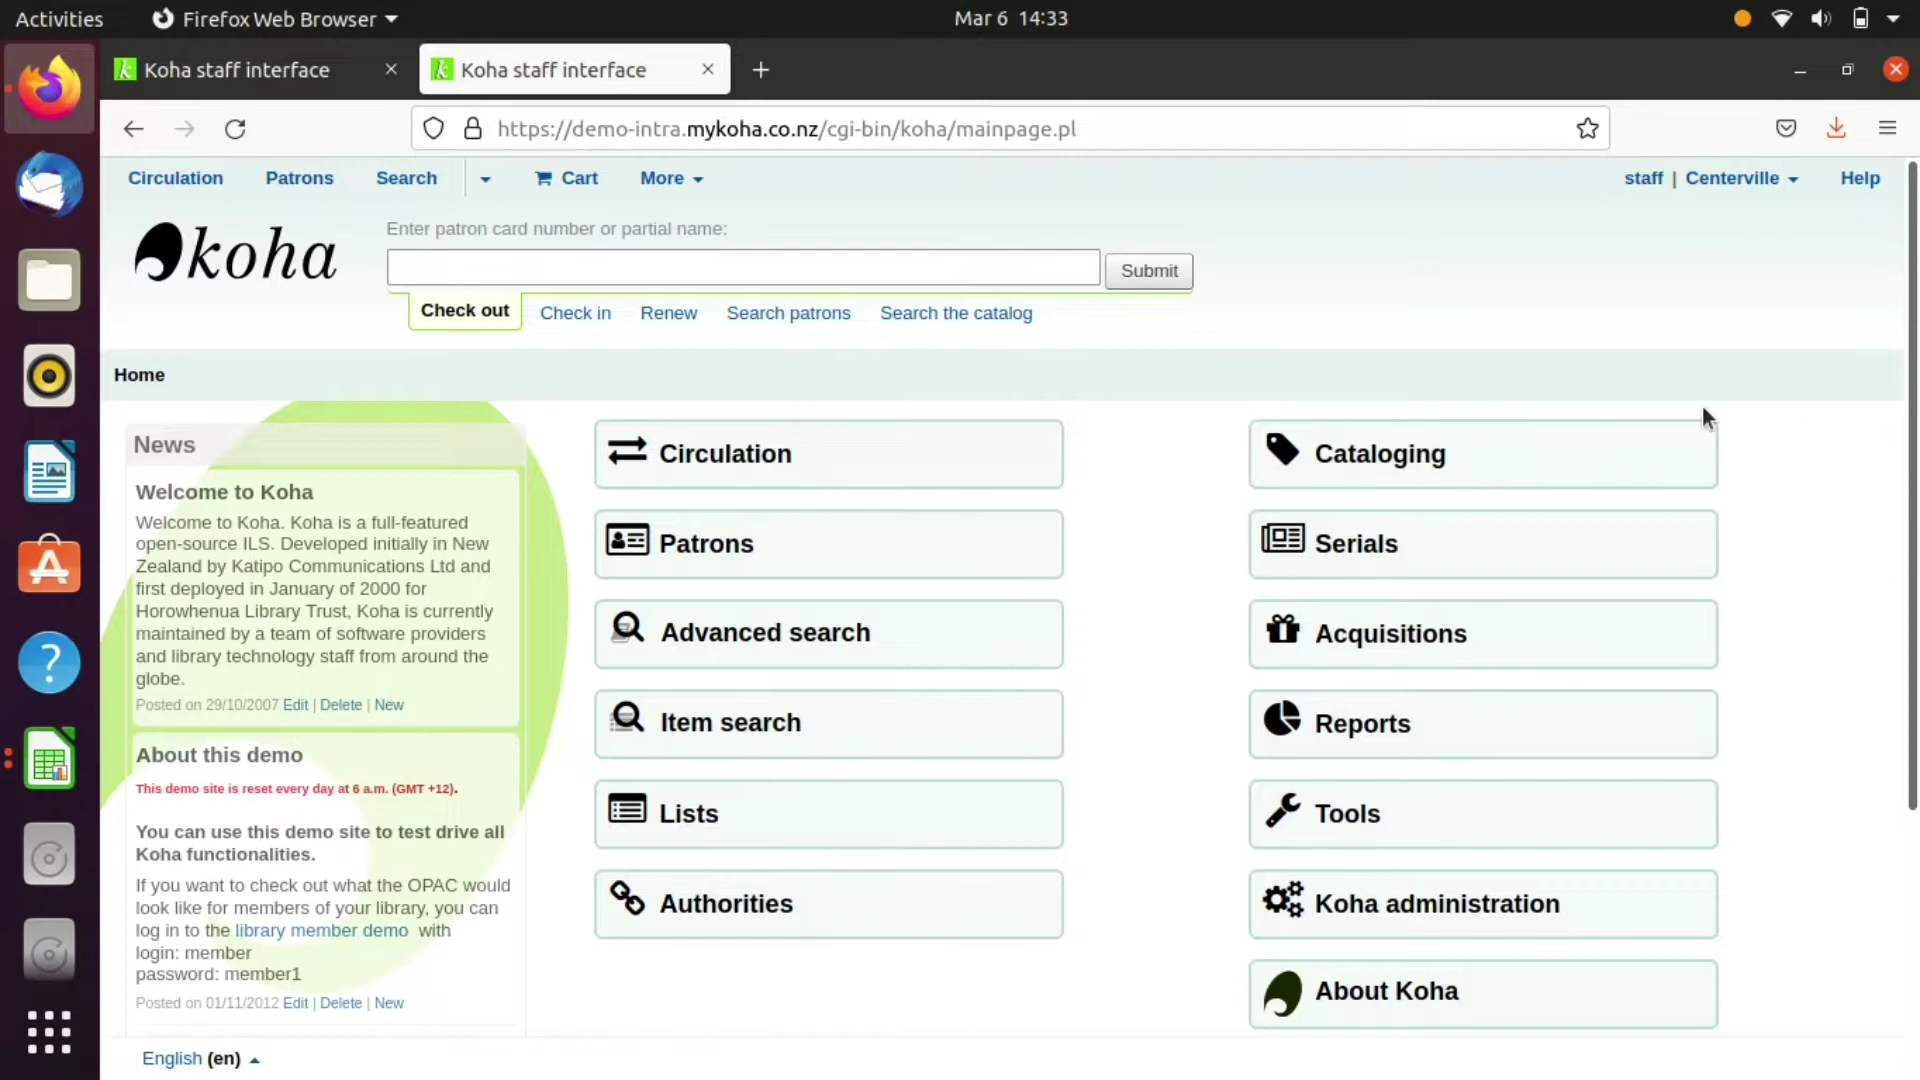 Activities
Firefox Web Browser
Mar 6 14:33
Koha staff interface
Koha staff interface
https://demo-intra.mykoha.co.nz/cgi-bin/koha/mainpage.pl
Circulation
Patrons
Search
Cart
More
staff | Centerville
Help
koha
Enter patron card number or partial name:
Submit
Check out
Check in
Renew
Search patrons
Search the catalog
Home
News
Welcome to Koha
Welcome to Koha. Koha is a full-featured
open-source ILS. Developed initially in New
Zealand by Katipo Communications Ltd and
first deployed in January of 2000 for
Horowhenua Library Trust, Koha is currently
maintained by a team of software providers
and library technology staff from around the
globe.
Posted on 29/10/2007 Edit | Delete | New
About this demo
This demo site is reset every day at 6 a.m. (GMT +12).
You can use this demo site to test drive all
Koha functionalities.
If you want to check out what the OPAC would
look like for members of your library, you can
log in to the library member demo with
login: member
password: member1
Posted on 01/11/2012 Edit | Delete | New
Circulation
Patrons
Advanced search
Item search
Lists
Authorities
Cataloging
Serials
Acquisitions
Reports
Tools
Koha administration
About Koha
English (en)